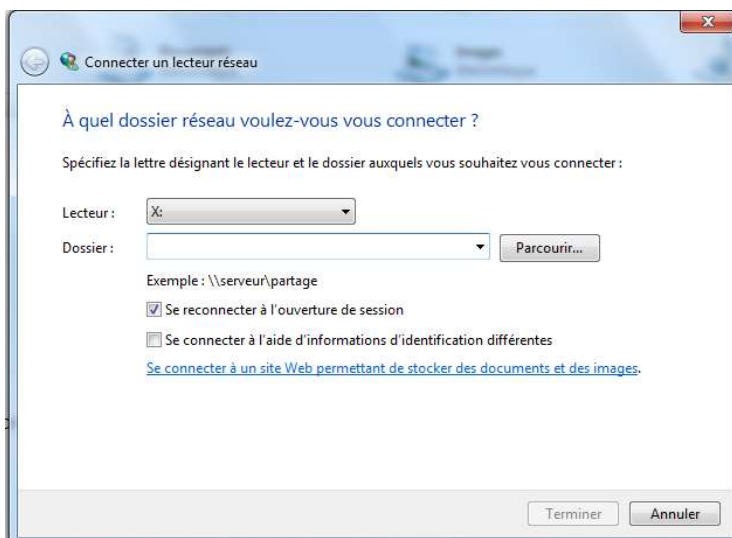 Images
Connecter un lecteur réseau
À quel dossier réseau voulez-vous vous connecter ?
Spécifiez la lettre désignant le lecteur et le dossier auxquels vous souhaitez vous connecter :
Lecteur : X:
Dossier : Parcourir...
Exemple : \\serveur\partage
Se reconnecter à l'ouverture de session
Se connecter à l'aide d'informations d'identification différentes
Se connecter à un site Web permettant de stocker des documents et des images.
Terminer Annuler